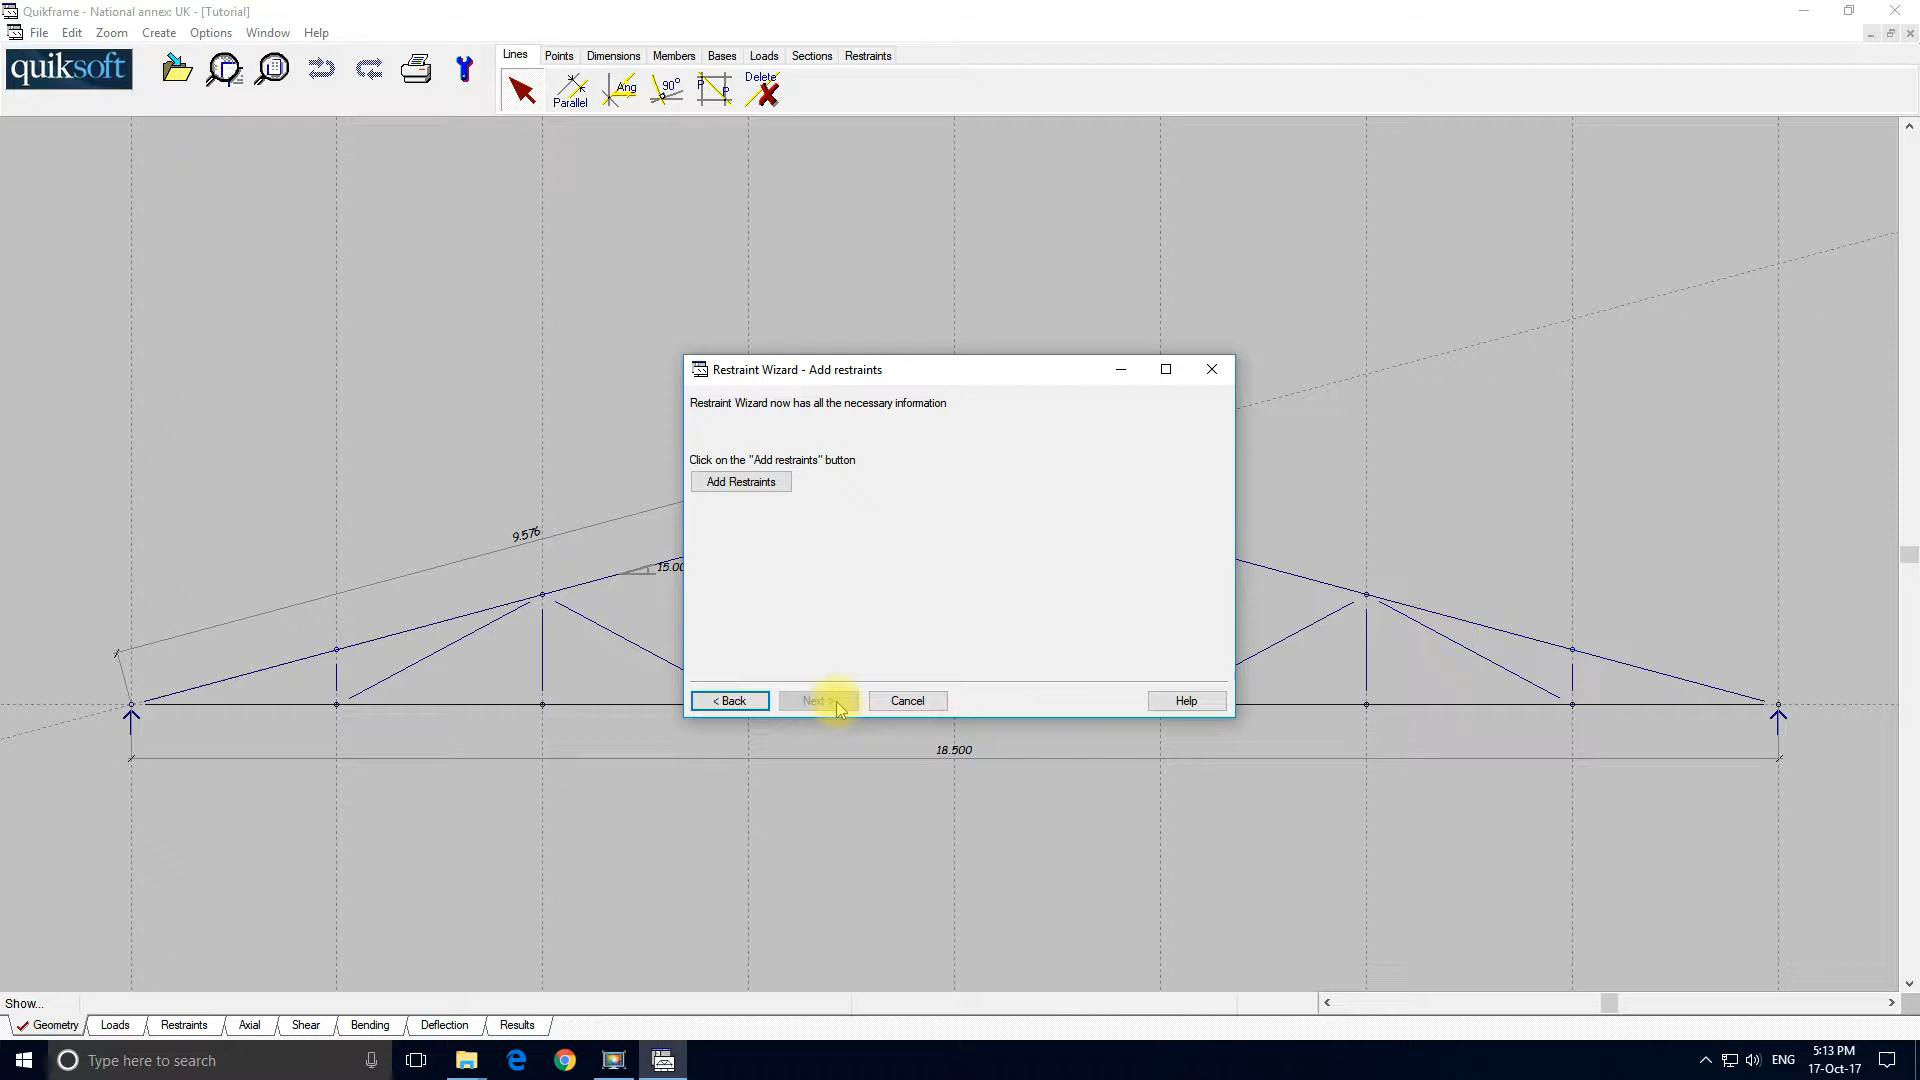 Quikframe - National annex: UK - [Tutorial]
File Edit Zoom Create Options Window Help
quiksoft
Lines Points Dimensions Members Bases Loads Sections Restraints
Parallel Ang 90° P P Delete
9.576
15.00
Restraint Wizard - Add restraints
Restraint Wizard now has all the necessary information
Click on the "Add restraints" button
Add Restraints
< Back Next > Cancel Help
18.500
Show...
Geometry Loads Restraints Axial Shear Bending Deflection Results
Type here to search
ENG
5:13 PM
17-Oct-17